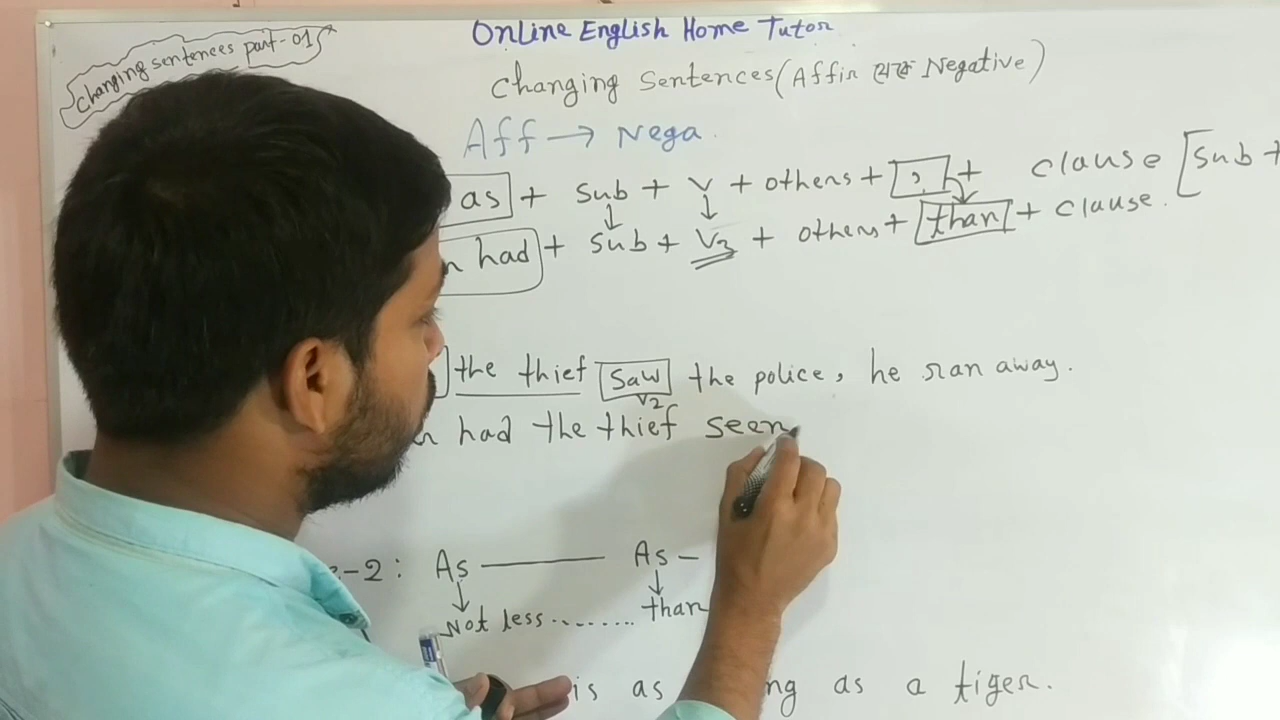 Changing sentences part-01
Online English Home Tutor
Changing Sentences (Affir থেকে Negative)
Aff → Nega.
as + sub + v + others + , + clause [sub +
had + sub + V3 + others + than + clause.
the thief saw the police, he ran away.
V2
had the thief seen
-2: As — As —
Not less ........ than
is as as a tiger.